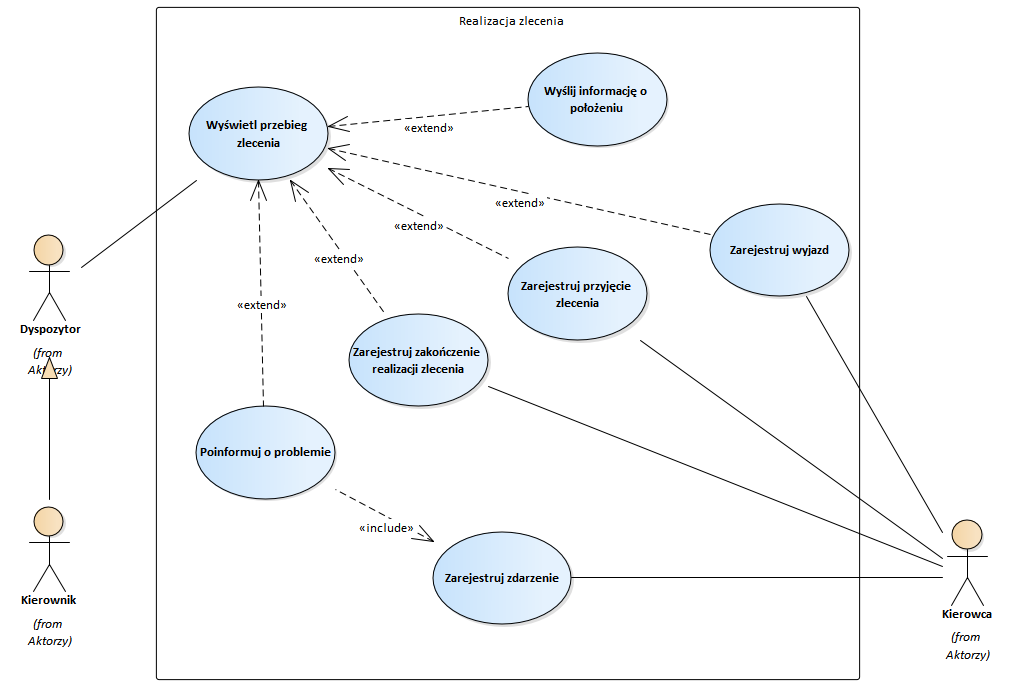 Realizacja zlecenia
Wyślij informację o
położeniu
Wyświetl przebieg
zlecenia
«extend»
«extend»
«extend»
«extend»
«extend»
Zarejestruj wyjazd
Zarejestruj przyjęcie
zlecenia
Dyspozytor
(from
Aktorzy)
Zarejestruj zakończenie
realizacji zlecenia
Poinformuj o problemie
«include»
Zarejestruj zdarzenie
Kierownik
(from
Aktorzy)
Kierowca
(from
Aktorzy)